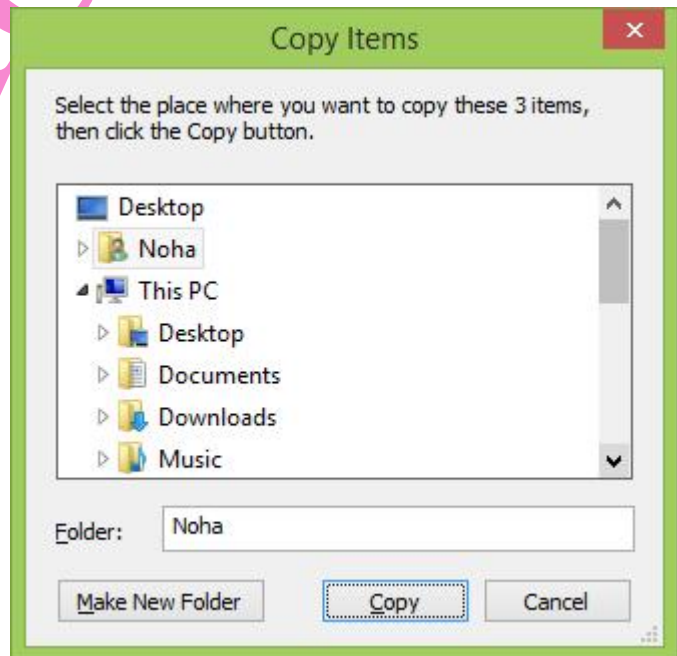 Copy Items
Select the place where you want to copy these 3 items,
then click the Copy button.
Desktop
Noha
This PC
Desktop
Documents
Downloads
Music
Folder: Noha
Make New Folder Copy Cancel